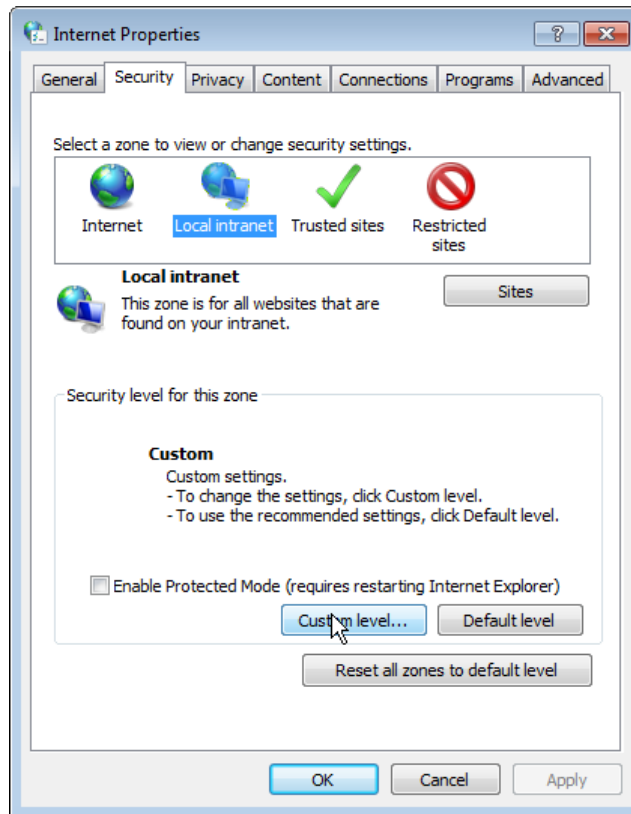 Internet Properties
General Security Privacy Content Connections Programs Advanced
Select a zone to view or change security settings.
Internet Local intranet Trusted sites Restricted
sites
Local intranet
This zone is for all websites that are
found on your intranet.
Sites
Security level for this zone
Custom
Custom settings.
- To change the settings, click Custom level.
- To use the recommended settings, click Default level.
Enable Protected Mode (requires restarting Internet Explorer)
Custom level... Default level
Reset all zones to default level
OK Cancel Apply